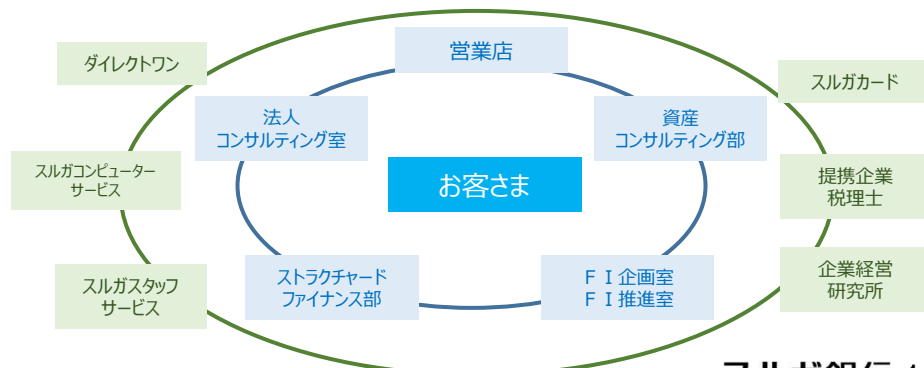 営業店
ダイレクトワン
スルガカード
法人
コンサルティング室
資産
コンサルティング部
スルガコンピューター
サービス
お客さま
提携企業
税理士
ストラクチャード
ファイナンス部
ＦＩ企画室
ＦＩ推進室
スルガスタッフ
サービス
企業経営
研究所